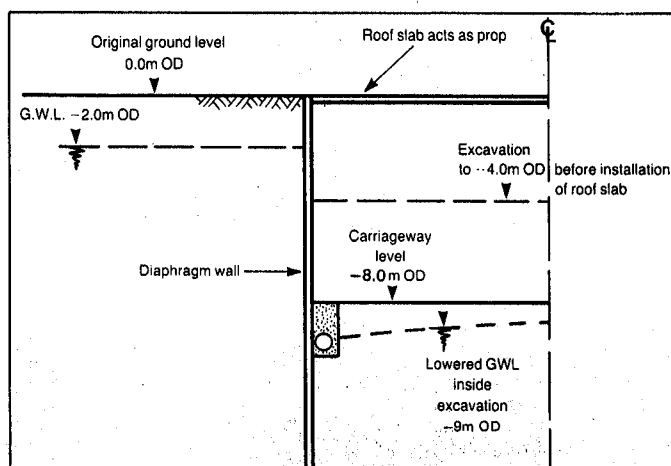 Original ground level
0.0m OD
Roof slab acts as prop
℄
G.W.L. -2.0m OD
Excavation
to -4.0m OD before installation
of roof slab
Carriageway
level
-8.0m OD
Diaphragm wall
Lowered GWL
inside
excavation
-9m OD